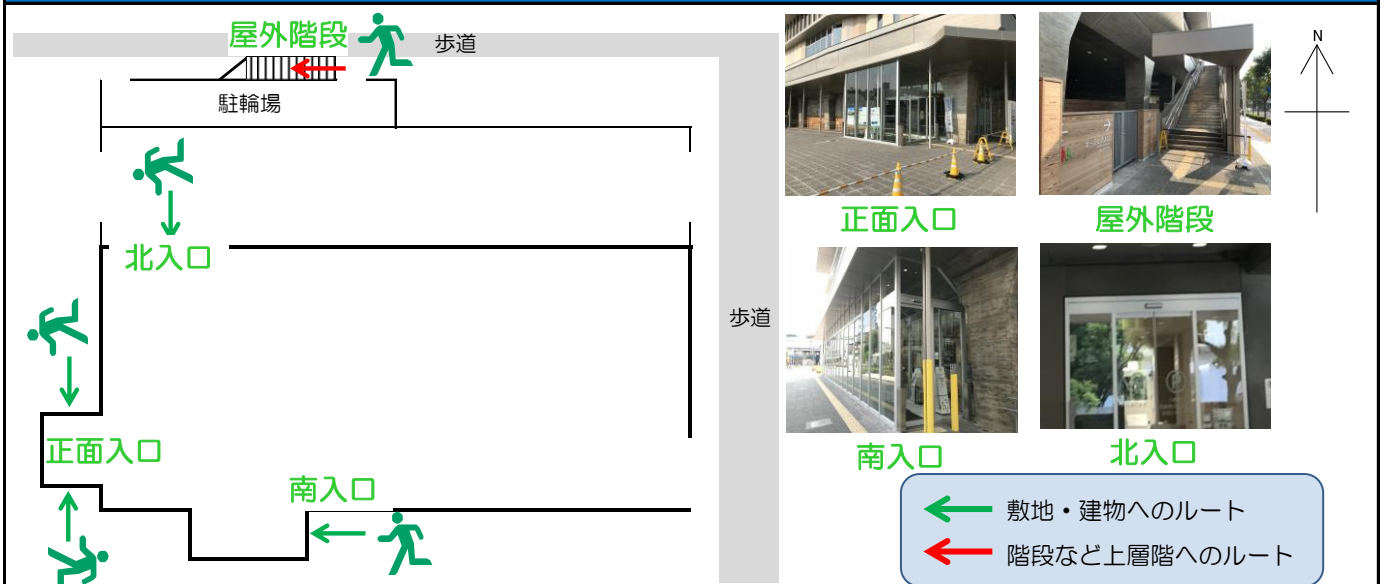 屋外階段
歩道
駐輪場
北入口
正面入口
南入口
歩道
正面入口
屋外階段
南入口
北入口
N
敷地・建物へのルート
階段など上層階へのルート